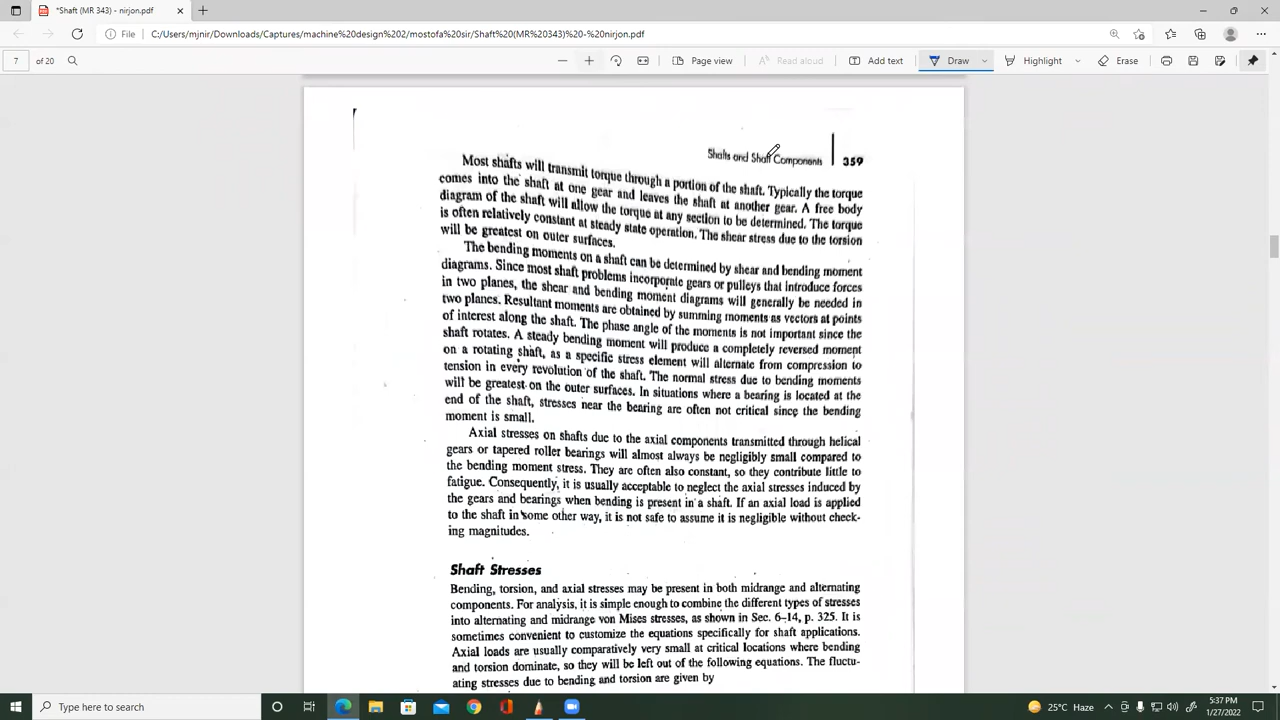 *Shaft (MR 343) - nirjon.pdf
File C:/Users/mjnir/Downloads/Captures/machine%20design%202/mostofa%20sir/Shaft%20(MR%20343)%20-%20nirjon.pdf
7 of 20 Page view Read aloud Add text Draw Highlight Erase
Shafts and Shaft Components 359
Most shafts will transmit torque through a portion of the shaft. Typically the torque
comes into the shaft at one gear and leaves the shaft at another gear. A free body
diagram of the shaft will allow the torque at any section to be determined. The torque
is often relatively constant at steady state operation. The shear stress due to the torsion
will be greatest on outer surfaces.
The bending moments on a shaft can be determined by shear and bending moment
diagrams. Since most shaft problems incorporate gears or pulleys that introduce forces
in two planes, the shear and bending moment diagrams will generally be needed in
two planes. Resultant moments are obtained by summing moments as vectors at points
of interest along the shaft. The phase angle of the moments is not important since the
shaft rotates. A steady bending moment will produce a completely reversed moment
on a rotating shaft, as a specific stress element will alternate from compression to
tension in every revolution of the shaft. The normal stress due to bending moments
will be greatest on the outer surfaces. In situations where a bearing is located at the
end of the shaft, stresses near the bearing are often not critical since the bending
moment is small.
Axial stresses on shafts due to the axial components transmitted through helical
gears or tapered roller bearings will almost always be negligibly small compared to
the bending moment stress. They are often also constant, so they contribute little to
fatigue. Consequently, it is usually acceptable to neglect the axial stresses induced by
the gears and bearings when bending is present in a shaft. If an axial load is applied
to the shaft in some other way, it is not safe to assume it is negligible without check-
ing magnitudes.
Shaft Stresses
Bending, torsion, and axial stresses may be present in both midrange and alternating
components. For analysis, it is simple enough to combine the different types of stresses
into alternating and midrange von Mises stresses, as shown in Sec. 6–14, p. 325. It is
sometimes convenient to customize the equations specifically for shaft applications.
Axial loads are usually comparatively very small at critical locations where bending
and torsion dominate, so they will be left out of the following equations. The fluctu-
ating stresses due to bending and torsion are given by
Type here to search
25°C Haze
5:37 PM
1/27/2022